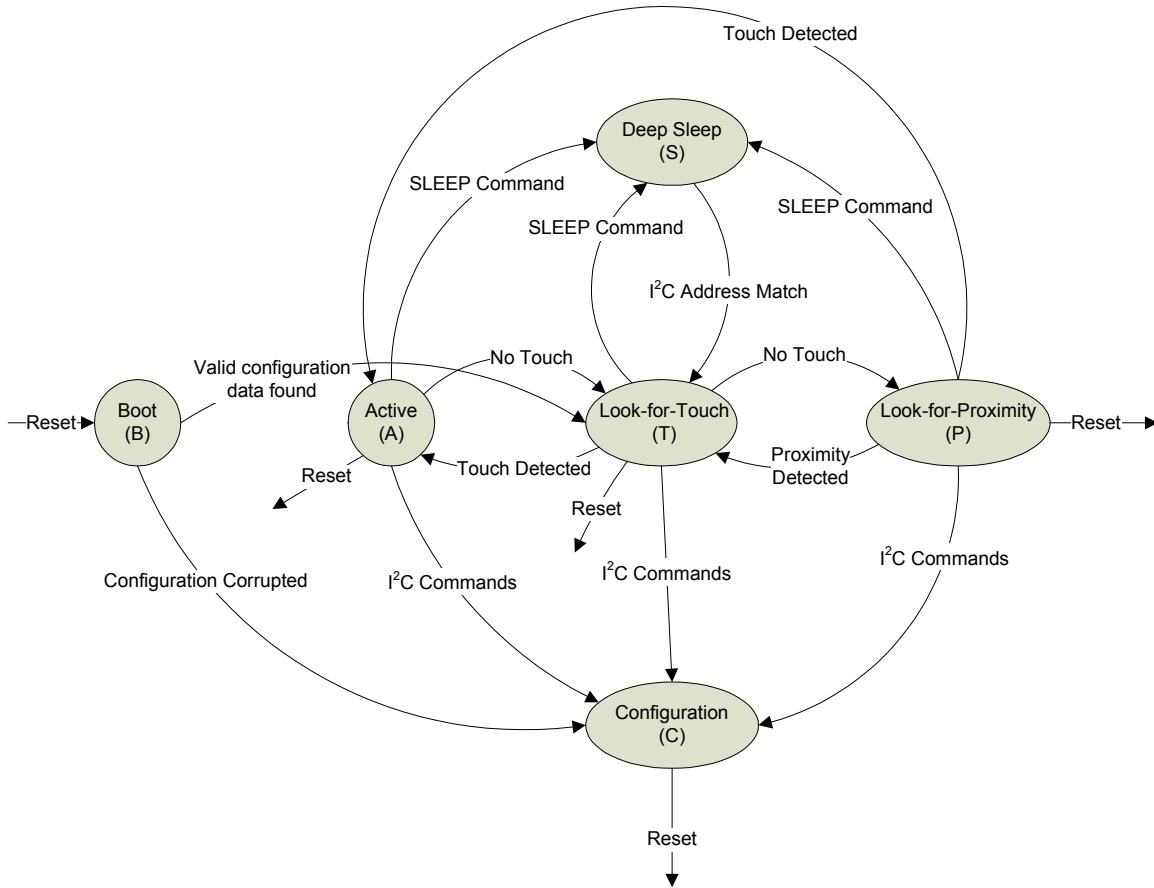 Touch Detected
Deep Sleep
(S)
SLEEP Command
SLEEP Command
SLEEP Command
I²C Address Match
Valid configuration
data found
No Touch
No Touch
Reset
Boot
(B)
Active
(A)
Look-for-Touch
(T)
Look-for-Proximity
(P)
Reset
Reset
Touch Detected
Proximity
Detected
Reset
Configuration Corrupted
I²C Commands
I²C Commands
I²C Commands
Configuration
(C)
Reset